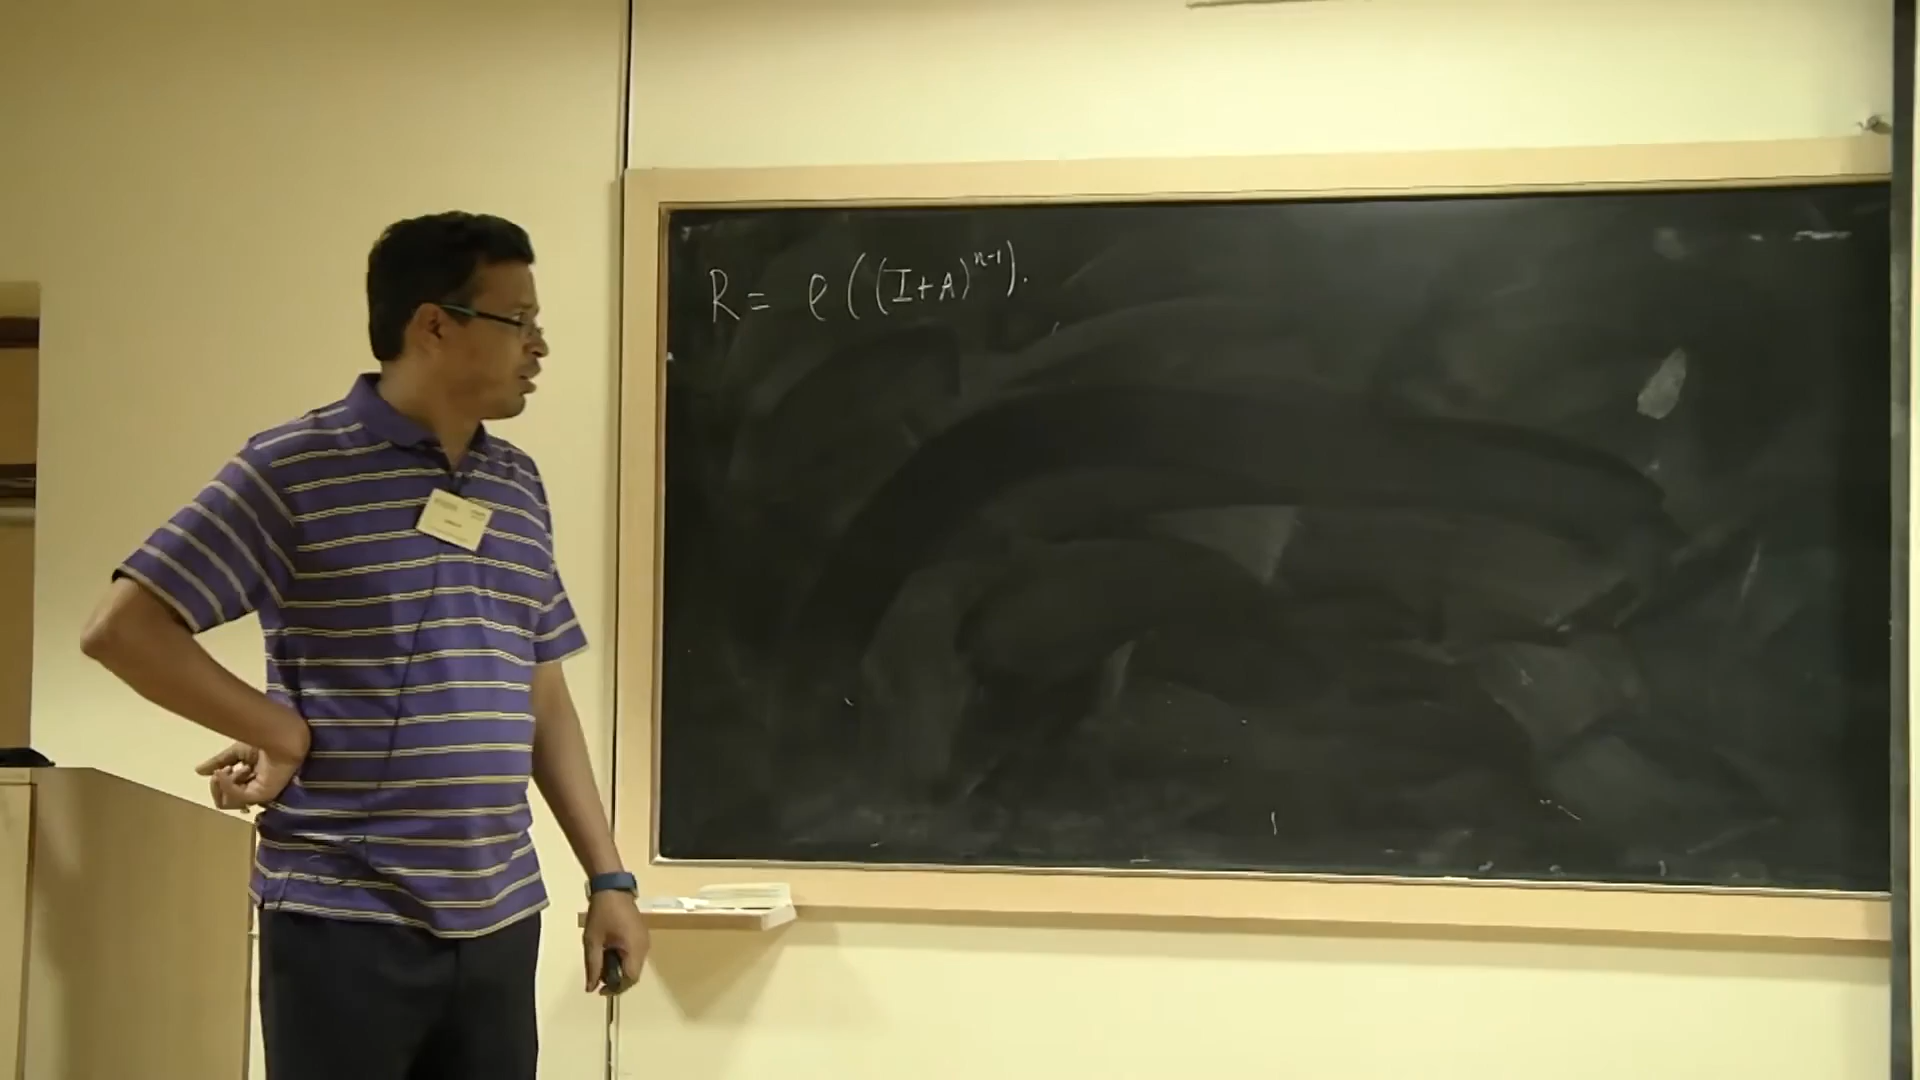 R = ρ((I+A)^{n-1}).